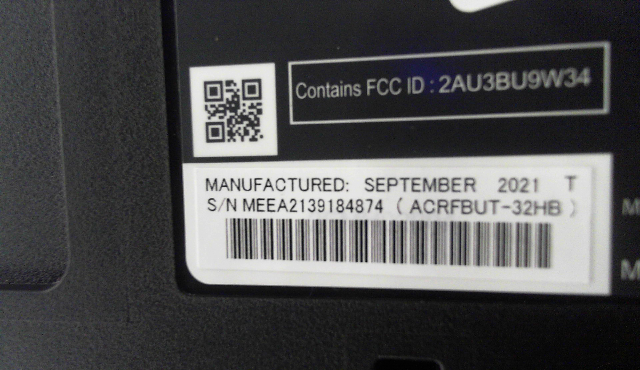 Contains FCC ID : 2AU3BU9W34
MANUFACTURED: SEPTEMBER 2021 T
S/N MEEA2139184874 ( ACRFBUT-32HB )
M
M